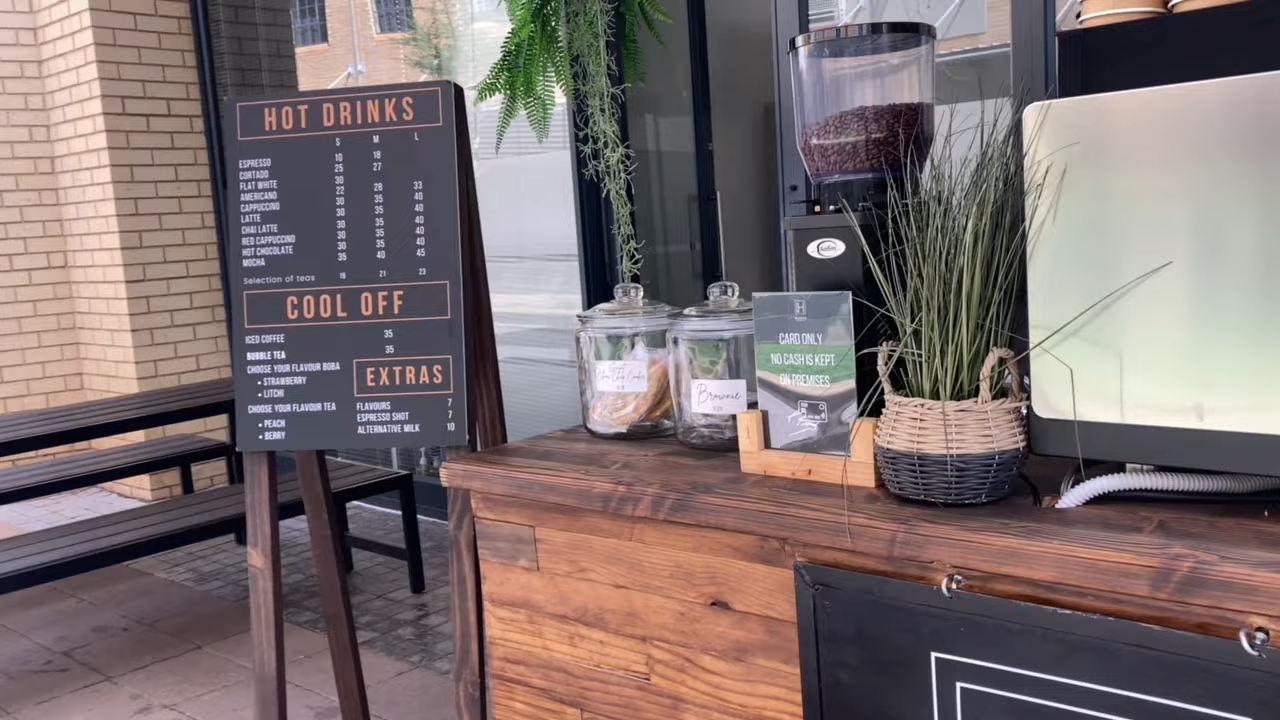 HOT DRINKS
S M L
ESPRESSO 10 18
CORTADO 25 27
FLAT WHITE 30
AMERICANO 22 28 33
CAPPUCCINO 30 35 40
LATTE 30 35 40
CHAI LATTE 30 35 40
RED CAPPUCCINO 30 35 40
HOT CHOCOLATE 30 35 40
MOCHA 35 40 45
Selection of teas 19 21 23
COOL OFF
ICED COFFEE 35
BUBBLE TEA 35
CHOOSE YOUR FLAVOUR BOBA
• STRAWBERRY
• LITCHI
CHOOSE YOUR FLAVOUR TEA
• PEACH
• BERRY
EXTRAS
FLAVOURS 7
ESPRESSO SHOT 7
ALTERNATIVE MILK 10
Brownie
CARD ONLY
NO CASH IS KEPT
ON PREMISES